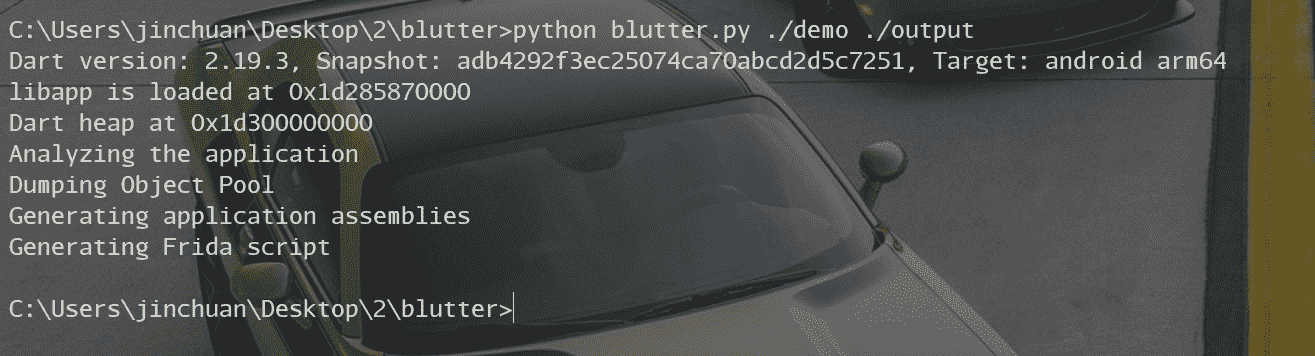 C:\Users\jinchuan\Desktop\2\blutter>python blutter.py ./demo ./output
Dart version: 2.19.3, Snapshot: adb4292f3ec25074ca70abcd2d5c7251, Target: android arm64
libapp is loaded at 0x1d285870000
Dart heap at 0x1d300000000
Analyzing the application
Dumping Object Pool
Generating application assemblies
Generating Frida script
C:\Users\jinchuan\Desktop\2\blutter>